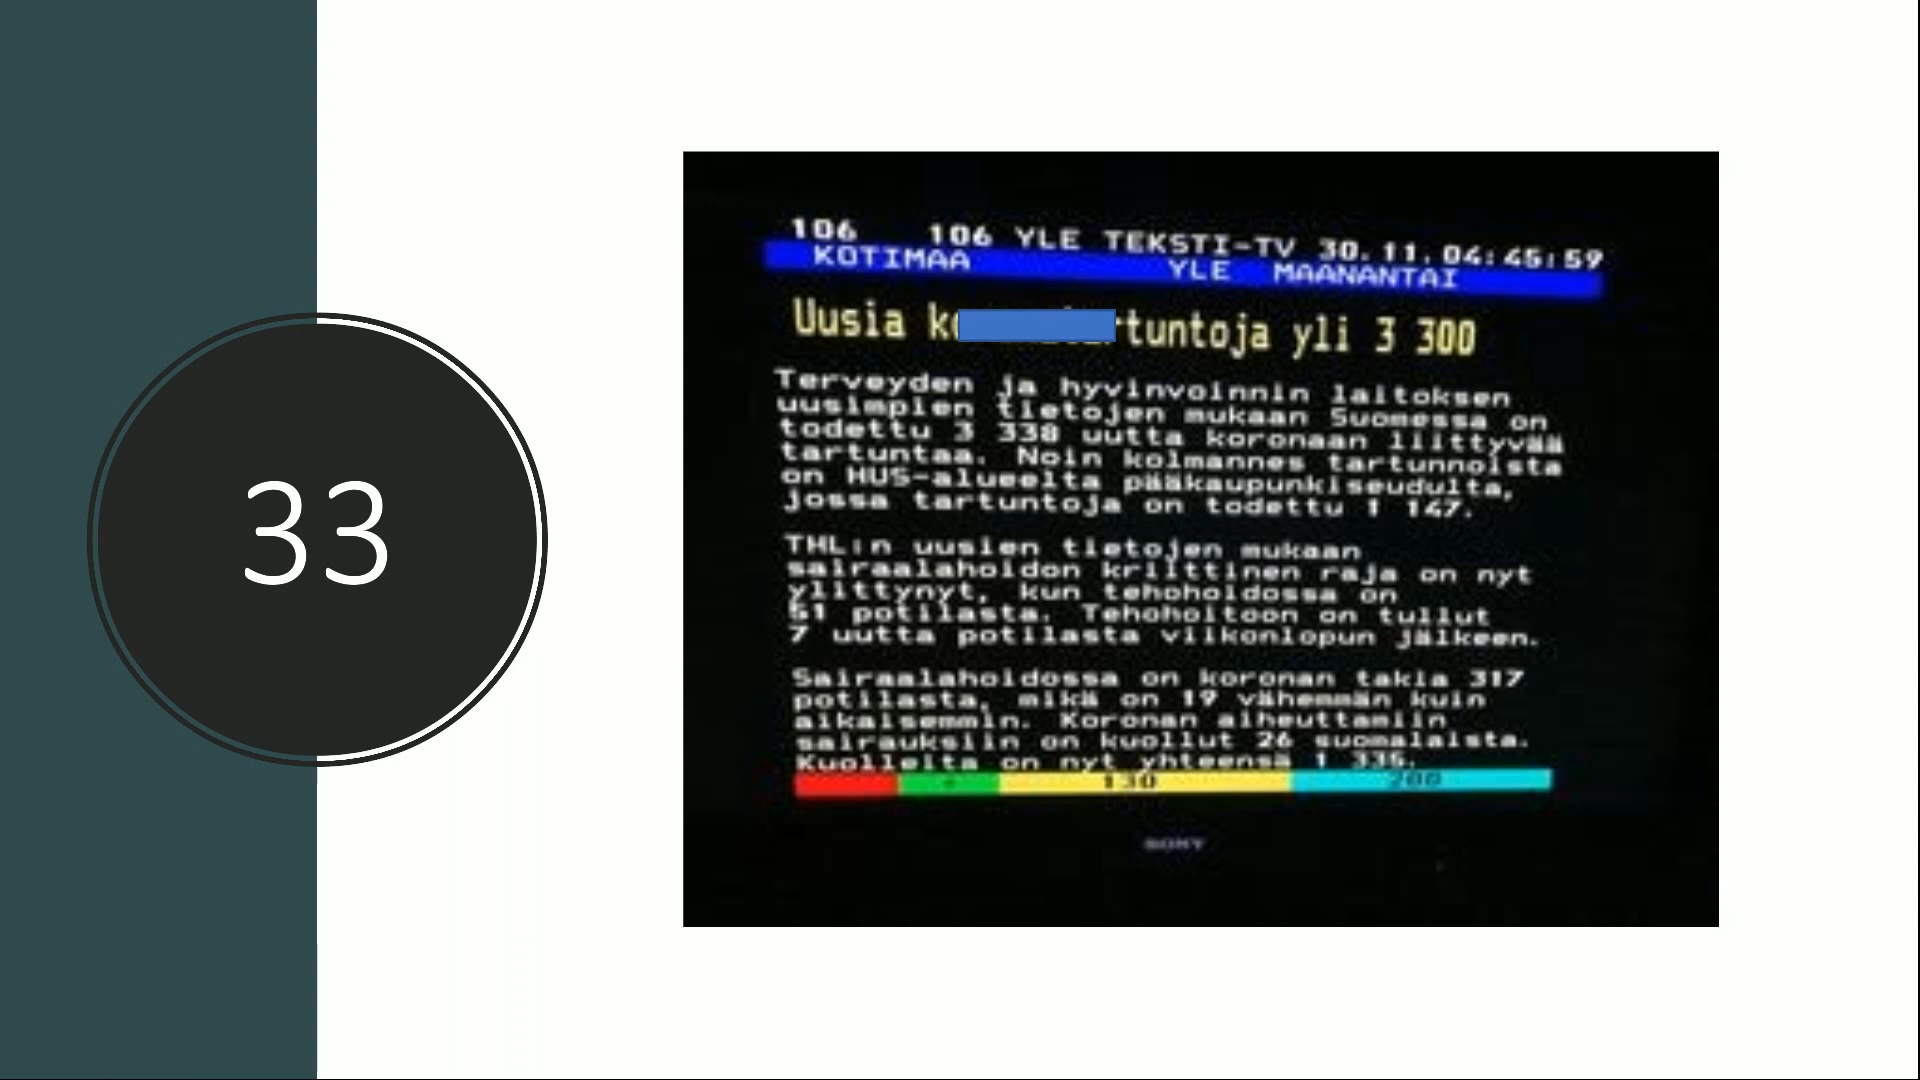 33
106 106 YLE TEKSTI-TV 30.11. 04:45:59
KOTIMAA YLE MAANANTAI
Uusia tuntoja yli 3 300
Terveyden ja hyvinvoinnin laitoksen
uusimpien tietojen mukaan Suomessa on
todettu 3 338 uutta koronaan liittyvää
tartuntaa. Noin kolmannes tartunnoista
on HUS-alueelta pääkaupunkiseudulta,
jossa tartuntoja on todettu 1 147.
THL:n uusien tietojen mukaan
sairaalahoidon kriittinen raja on nyt
ylittynyt, kun tehohoidossa on
51 potilasta. Tehohoitoon on tullut
7 uutta potilasta viikonlopun jälkeen.
Sairaalahoidossa on koronan takia 317
potilasta, mikä on 19 vähemmän kuin
aikaisemmin. Koronan aiheuttamiin
sairauksiin on kuollut 26 suomalaista.
Kuolleita on nyt yhteensä 1 335.
130 200
SONY